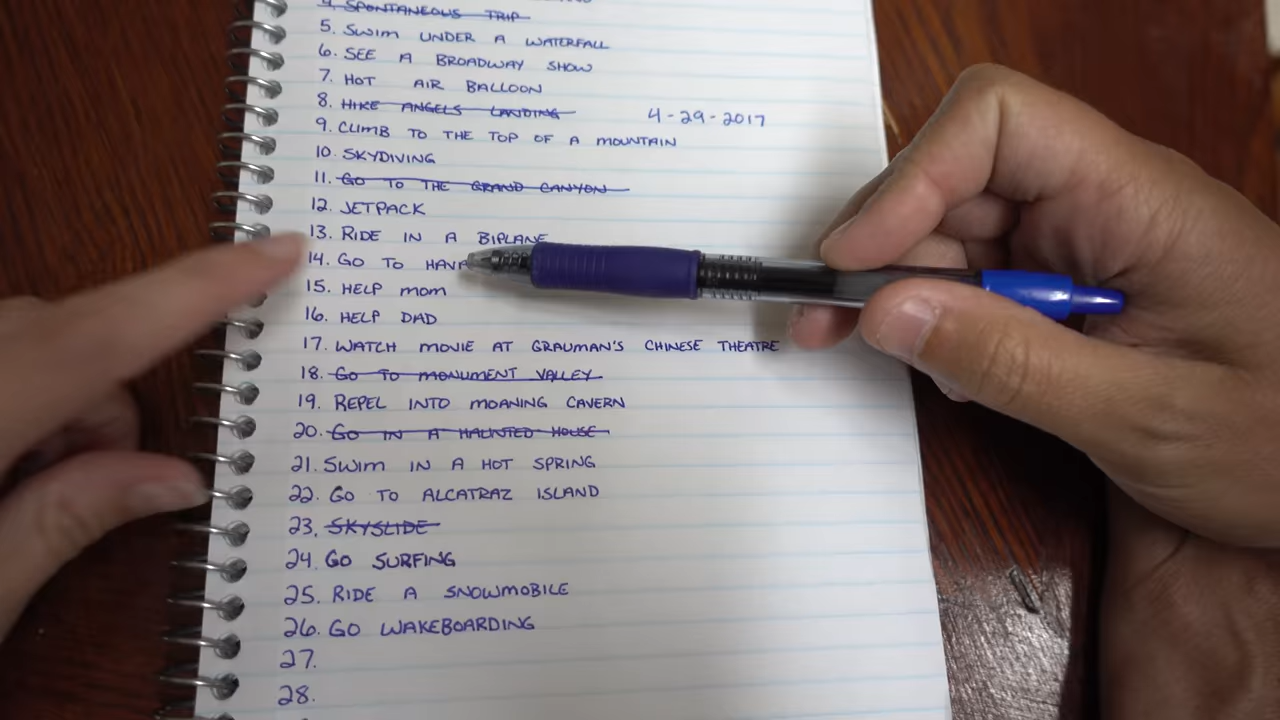 4. SPONTANEOUS TRIP
5. SWIM UNDER A WATERFALL
6. SEE A BROADWAY SHOW
7. HOT AIR BALLOON
8. HIKE ANGELS LANDING 4-29-2017
9. CLIMB TO THE TOP OF A MOUNTAIN
10. SKYDIVING
11. GO TO THE GRAND CANYON
12. JETPACK
13. RIDE IN A BIPLANE
14. GO TO
15. HELP MOM
16. HELP DAD
17. WATCH MOVIE AT GRAUMAN'S CHINESE THEATRE
18. GO TO MONUMENT VALLEY
19. REPEL INTO MOANING CAVERN
20. GO IN A HAUNTED HOUSE
21. SWIM IN A HOT SPRING
22. GO TO ALCATRAZ ISLAND
23. SKYSLIDE
24. GO SURFING
25. RIDE A SNOWMOBILE
26. GO WAKEBOARDING
27.
28.